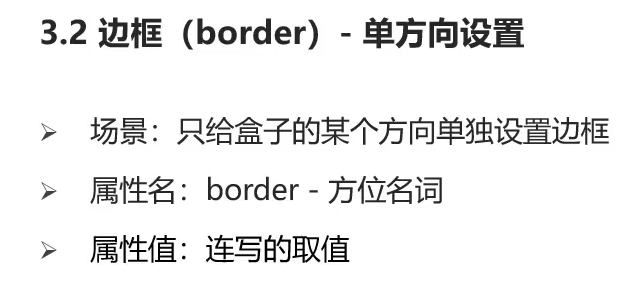 3.2 边框（border）- 单方向设置
场景：只给盒子的某个方向单独设置边框
属性名：border - 方位名词
属性值：连写的取值